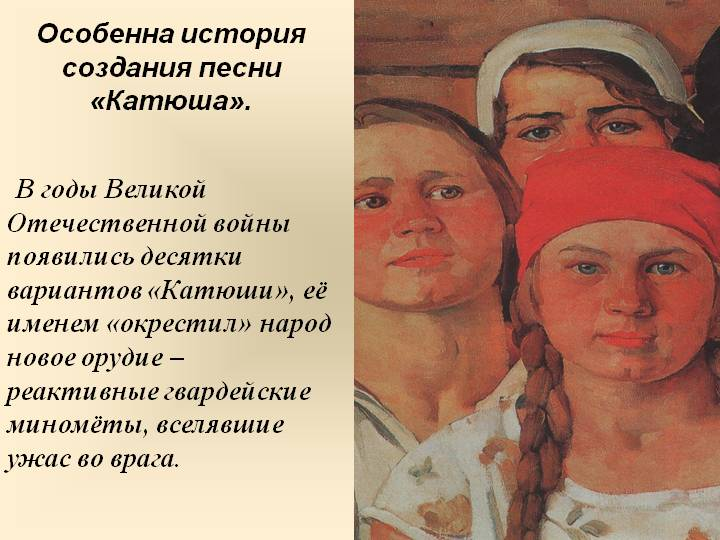 Особенна история
создания песни
«Катюша».
В годы Великой
Отечественной войны
появились десятки
вариантов «Катюши», её
именем «окрестил» народ
новое орудие –
реактивные гвардейские
миномёты, вселявшие
ужас во врага.